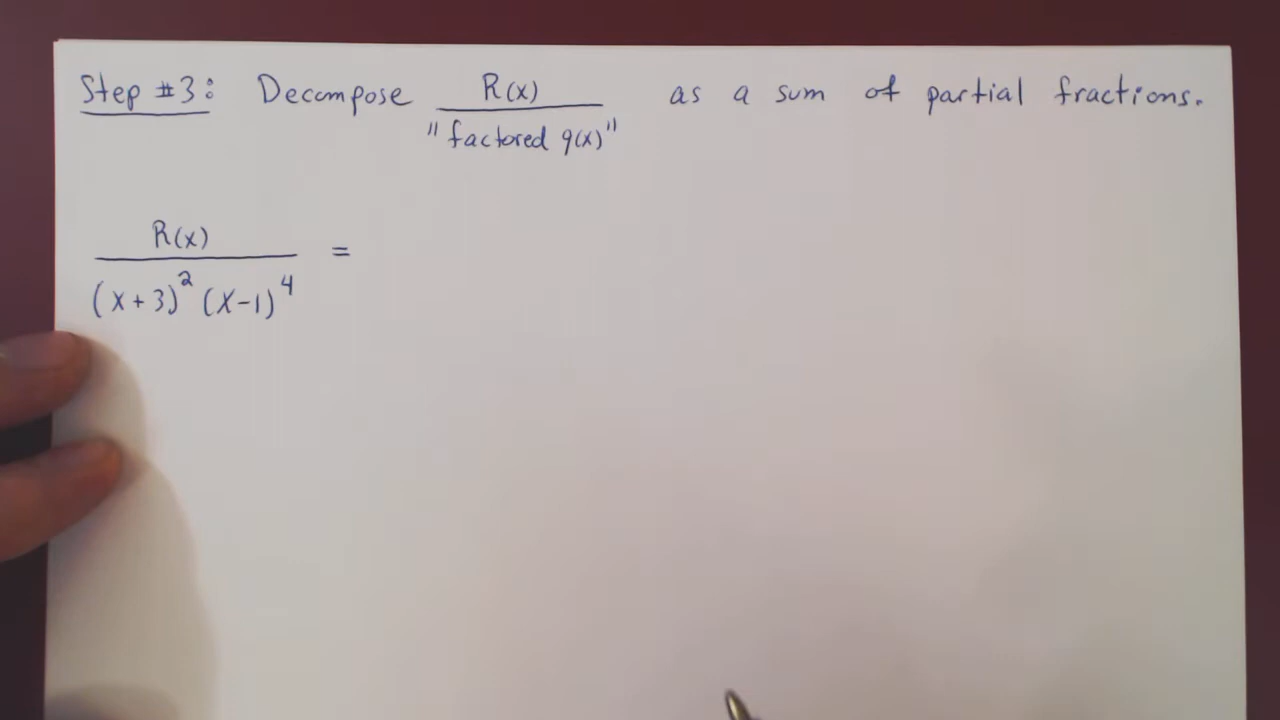 Step #3: Decompose R(x) / "factored q(x)" as a sum of partial fractions.
R(x) / (x+3)^2 (x-1)^4 =